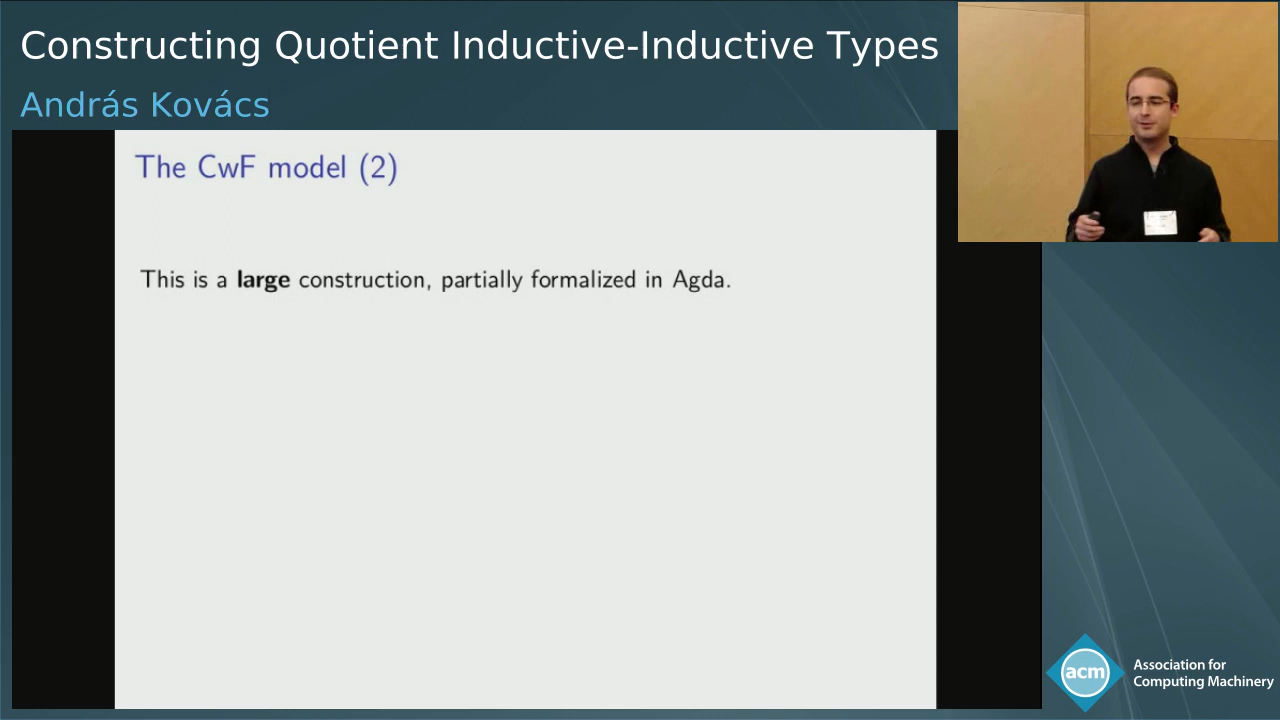 Constructing Quotient Inductive-Inductive Types
András Kovács
The CwF model (2)
This is a large construction, partially formalized in Agda.
acm
Association for
Computing Machinery